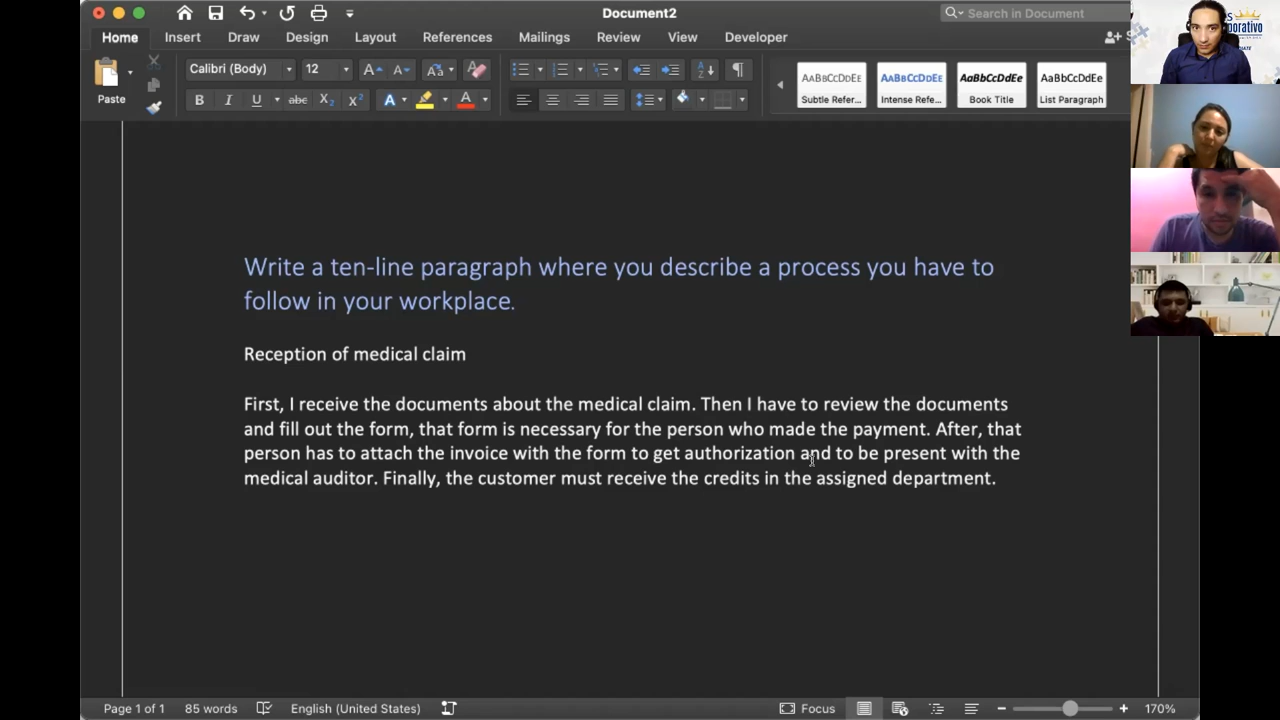 Document2
Search in Document
Home Insert Draw Design Layout References Mailings Review View Developer
Paste
Calibri (Body) 12
AaBbCcDdEe AaBbCcDdEe AaBbCcDdEe AaBbCcDdEe
Subtle Refer... Intense Refe... Book Title List Paragraph
Write a ten-line paragraph where you describe a process you have to
follow in your workplace.
Reception of medical claim
First, I receive the documents about the medical claim. Then I have to review the documents
and fill out the form, that form is necessary for the person who made the payment. After, that
person has to attach the invoice with the form to get authorization and to be present with the
medical auditor. Finally, the customer must receive the credits in the assigned department.
Page 1 of 1 85 words English (United States) Focus 170%